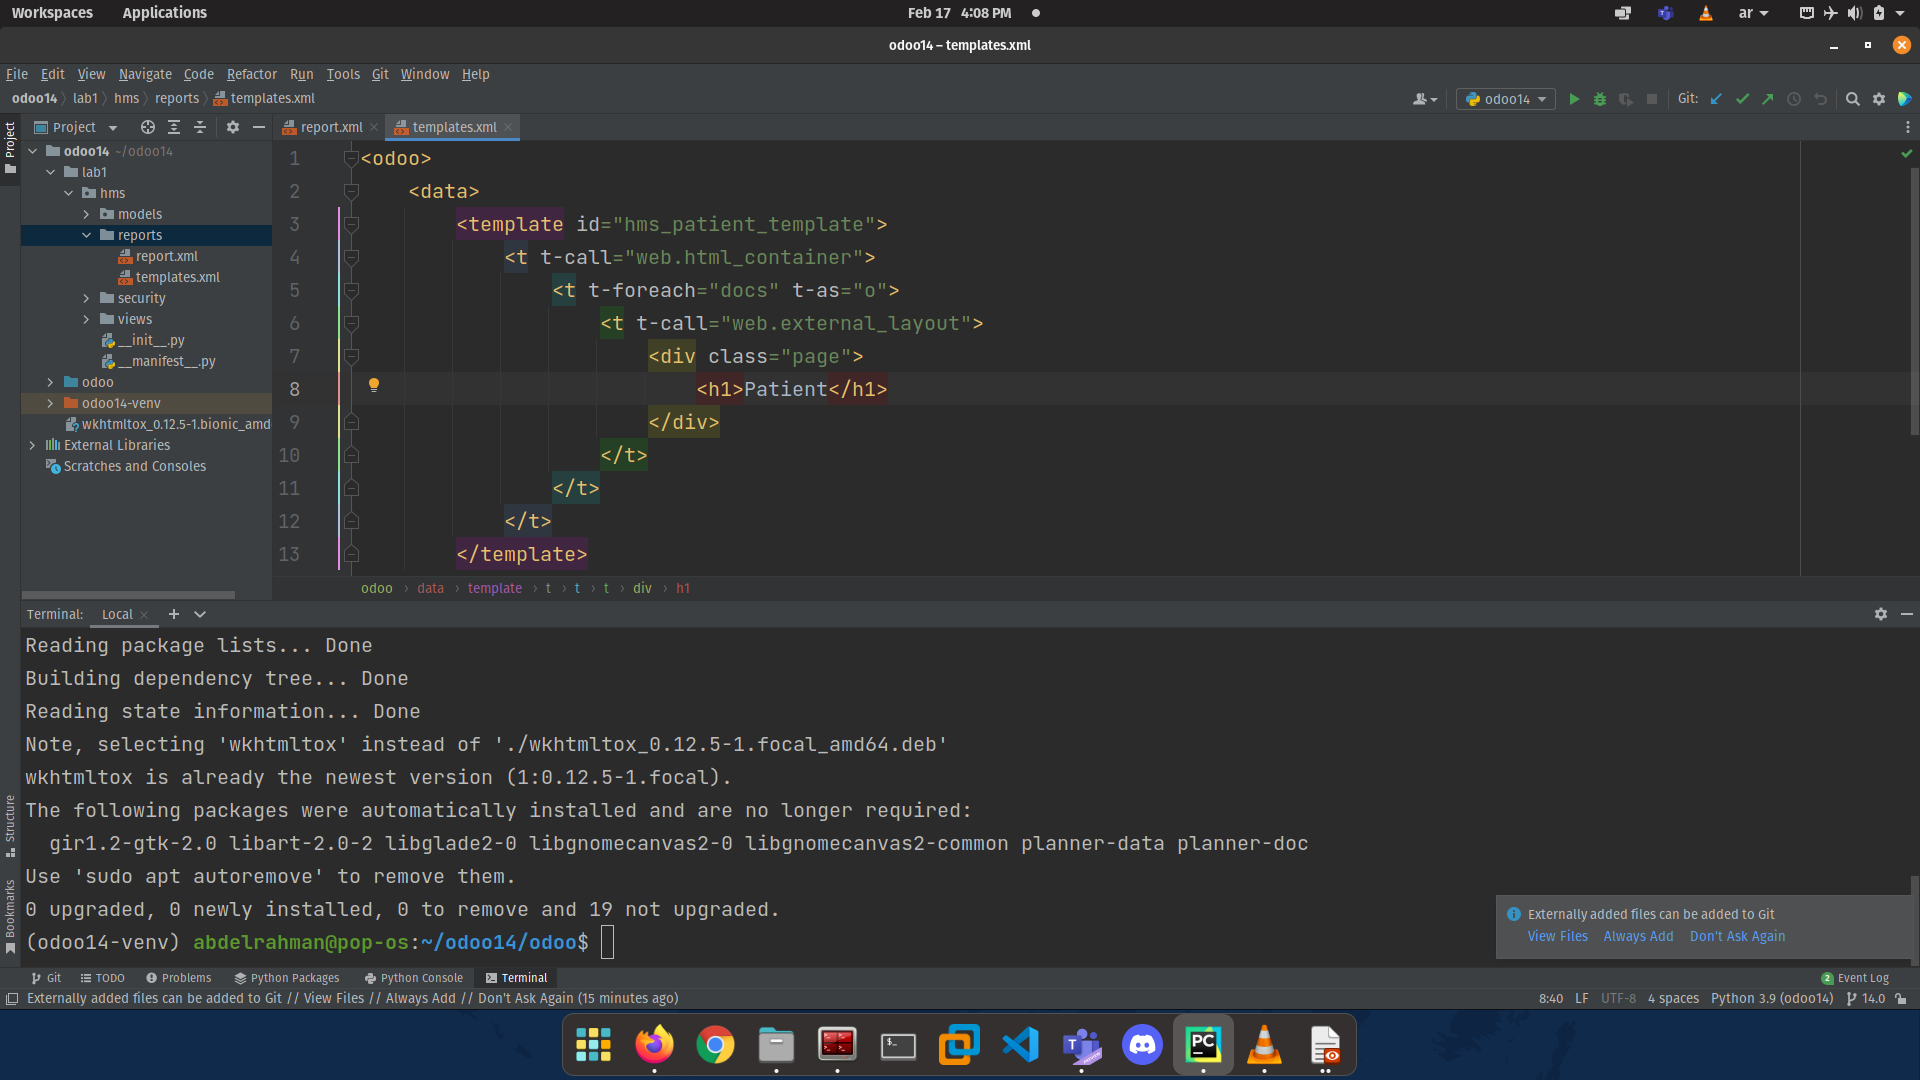 Workspaces Applications Feb 17 4:08 PM ar
odoo14 – templates.xml
File Edit View Navigate Code Refactor Run Tools Git Window Help
odoo14 lab1 hms reports templates.xml odoo14 Git:
Project
Project report.xml templates.xml
odoo14 ~/odoo14
lab1
hms
models
reports
report.xml
templates.xml
security
views
__init__.py
__manifest__.py
odoo
odoo14-venv
wkhtmltox_0.12.5-1.bionic_amd
External Libraries
Scratches and Consoles
1 <odoo>
2 <data>
3 <template id="hms_patient_template">
4 <t t-call="web.html_container">
5 <t t-foreach="docs" t-as="o">
6 <t t-call="web.external_layout">
7 <div class="page">
8 <h1>Patient</h1>
9 </div>
10 </t>
11 </t>
12 </t>
13 </template>
odoo › data › template › t › t › t › div › h1
Terminal: Local
Reading package lists... Done
Building dependency tree... Done
Reading state information... Done
Note, selecting 'wkhtmltox' instead of './wkhtmltox_0.12.5-1.focal_amd64.deb'
wkhtmltox is already the newest version (1:0.12.5-1.focal).
The following packages were automatically installed and are no longer required:
gir1.2-gtk-2.0 libart-2.0-2 libglade2-0 libgnomecanvas2-0 libgnomecanvas2-common planner-data planner-doc
Use 'sudo apt autoremove' to remove them.
0 upgraded, 0 newly installed, 0 to remove and 19 not upgraded.
(odoo14-venv) abdelrahman@pop-os:~/odoo14/odoo$
Structure
Bookmarks
Externally added files can be added to Git
View Files Always Add Don't Ask Again
Git TODO Problems Python Packages Python Console Terminal 2 Event Log
Externally added files can be added to Git // View Files // Always Add // Don't Ask Again (15 minutes ago) 8:40 LF UTF-8 4 spaces Python 3.9 (odoo14) 14.0
$_
T
PC